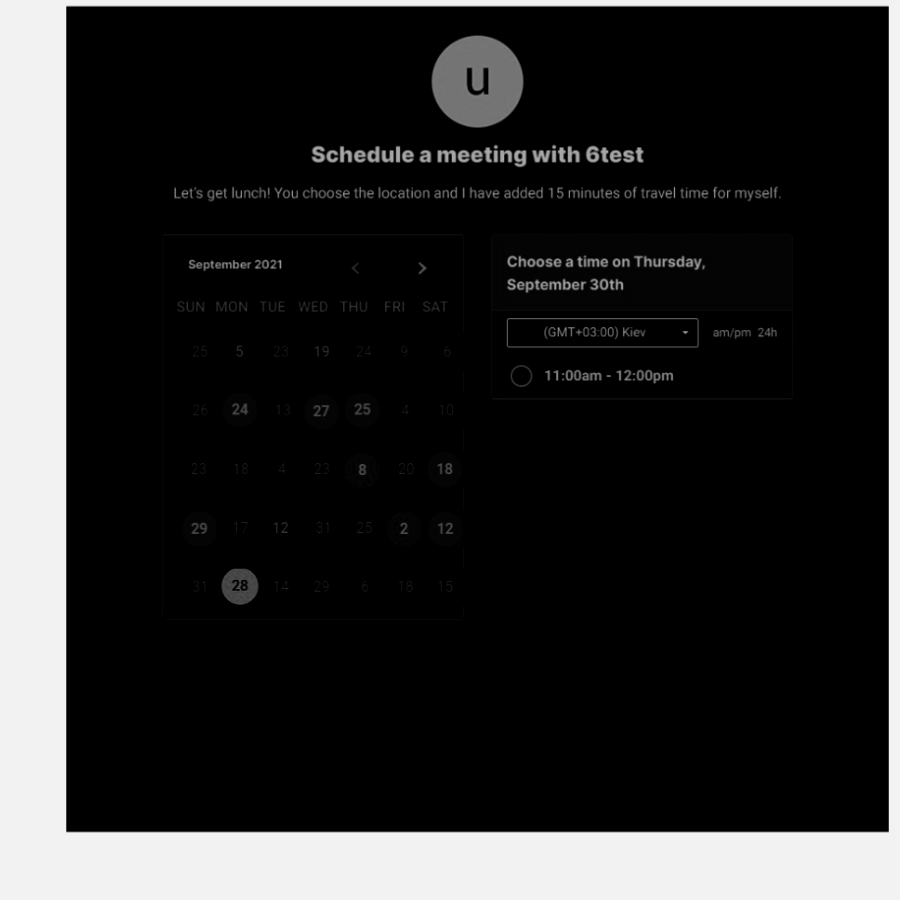 u
Schedule a meeting with 6test
Let's get lunch! You choose the location and I have added 15 minutes of travel time for myself.
September 2021
SUN MON TUE WED THU FRI SAT
25 5 23 19 24 9 6
26 24 13 27 25 4 10
23 18 4 23 8 20 18
29 17 12 31 25 2 12
31 28 14 29 6 18 15
Choose a time on Thursday,
September 30th
(GMT+03:00) Kiev am/pm 24h
11:00am - 12:00pm